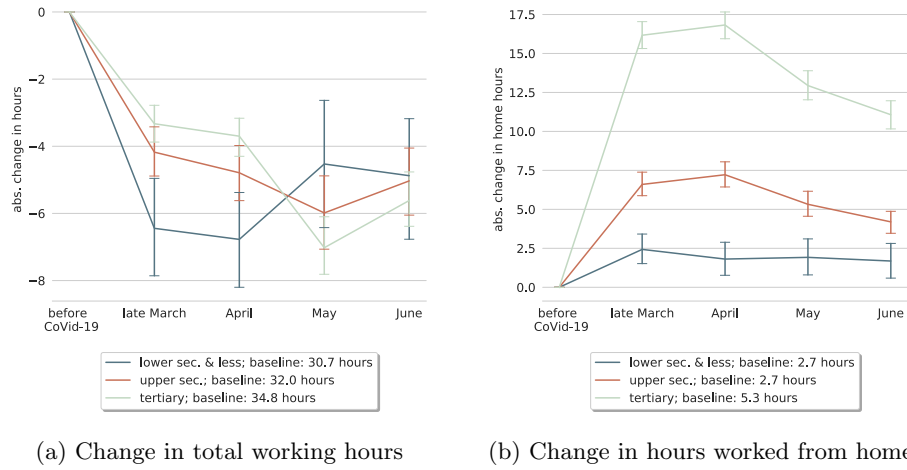 0
−2
−4
−6
−8
abs. change in hours
before
CoVid-19
late March
April
May
June
lower sec. & less; baseline: 30.7 hours
upper sec.; baseline: 32.0 hours
tertiary; baseline: 34.8 hours
(a) Change in total working hours
17.5
15.0
12.5
10.0
7.5
5.0
2.5
0.0
abs. change in home hours
before
CoVid-19
late March
April
May
June
lower sec. & less; baseline: 2.7 hours
upper sec.; baseline: 2.7 hours
tertiary; baseline: 5.3 hours
(b) Change in hours worked from home